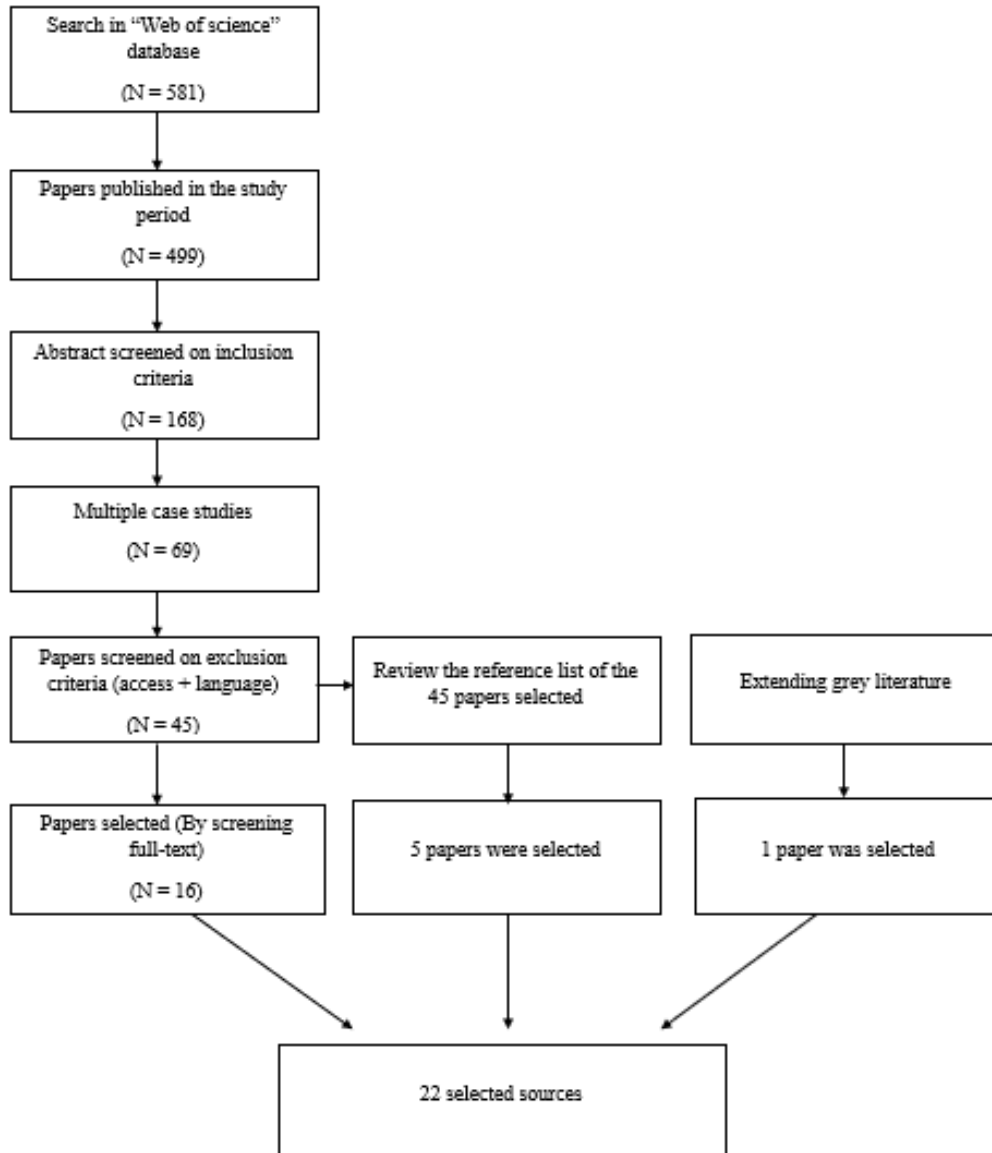 Search in “Web of science”
database
(N = 581)
Papers published in the study
period
(N = 499)
Abstract screened on inclusion
criteria
(N = 168)
Multiple case studies
(N = 69)
Papers screened on exclusion
criteria (access + language)
(N = 45)
Review the reference list of the
45 papers selected
Extending grey literature
Papers selected (By screening
full-text)
(N = 16)
5 papers were selected
1 paper was selected
22 selected sources